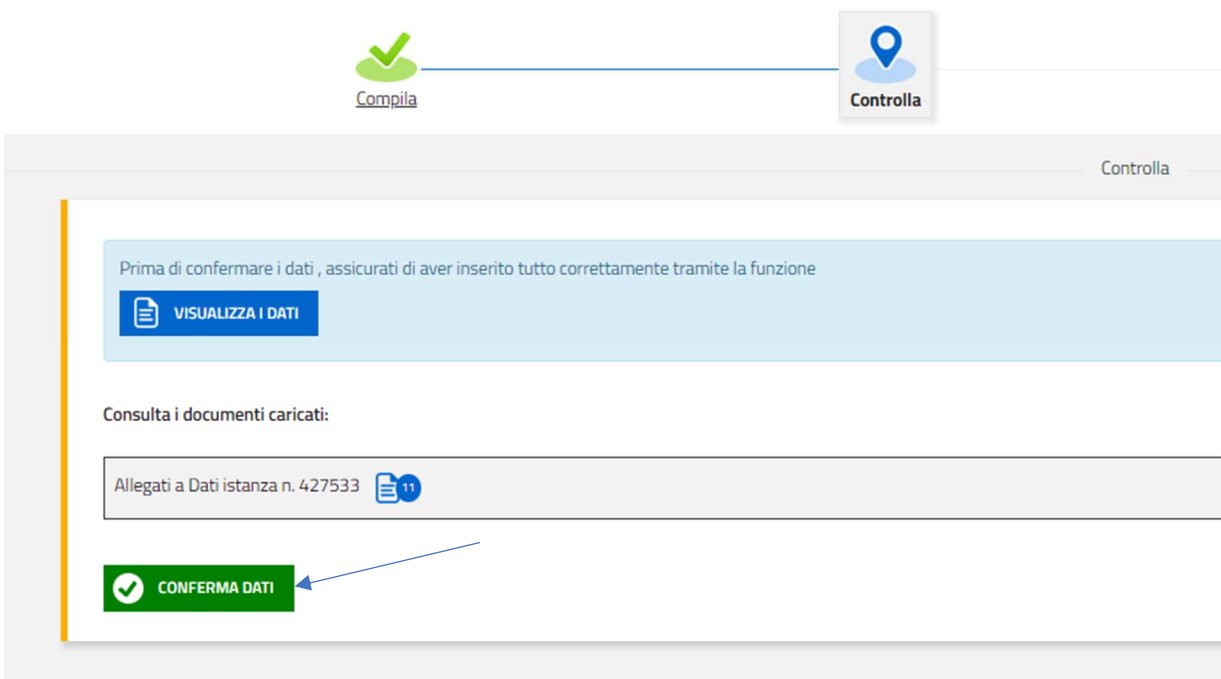 Compila
Controlla
Controlla
Prima di confermare i dati , assicurati di aver inserito tutto correttamente tramite la funzione
VISUALIZZA I DATI
Consulta i documenti caricati:
Allegati a Dati istanza n. 427533 11
CONFERMA DATI